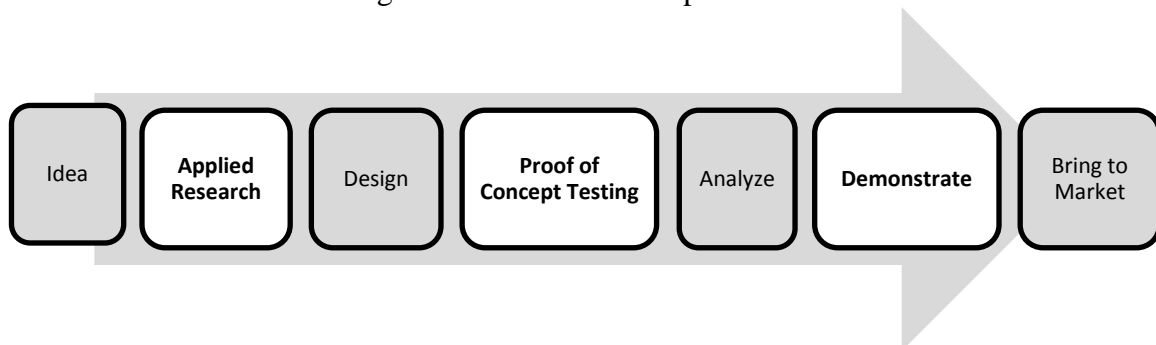 Idea
Applied
Research
Design
Proof of
Concept Testing
Analyze
Demonstrate
Bring to
Market